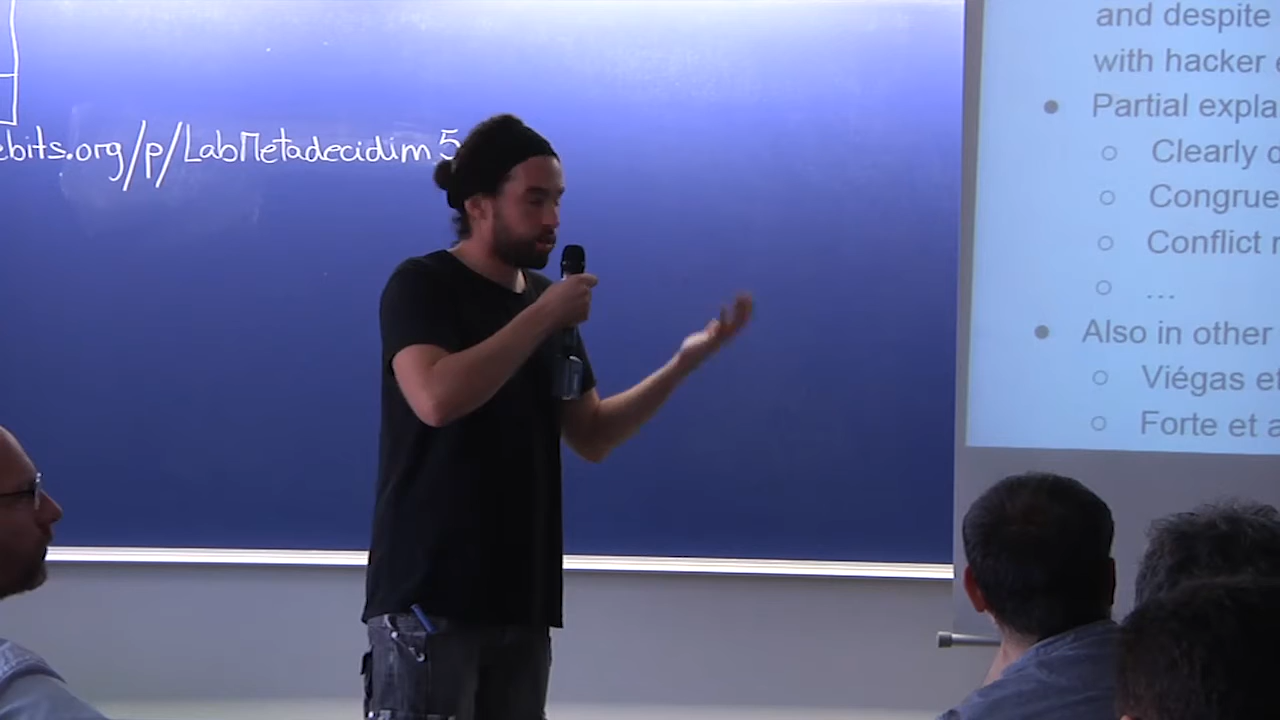 ebits.org/p/LabMetadecidim5
and despite
with hacker
Partial expla
Clearly d
Congrue
Conflict r
...
Also in other
Viégas et
Forte et a